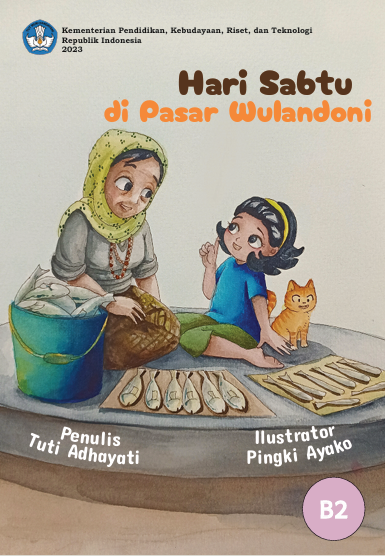 Kementerian Pendidikan, Kebudayaan, Riset, dan Teknologi
Republik Indonesia
2023
Hari Sabtu
di Pasar Wulandoni
Penulis
Tuti Adhayati
Ilustrator
Pingki Ayako
B2